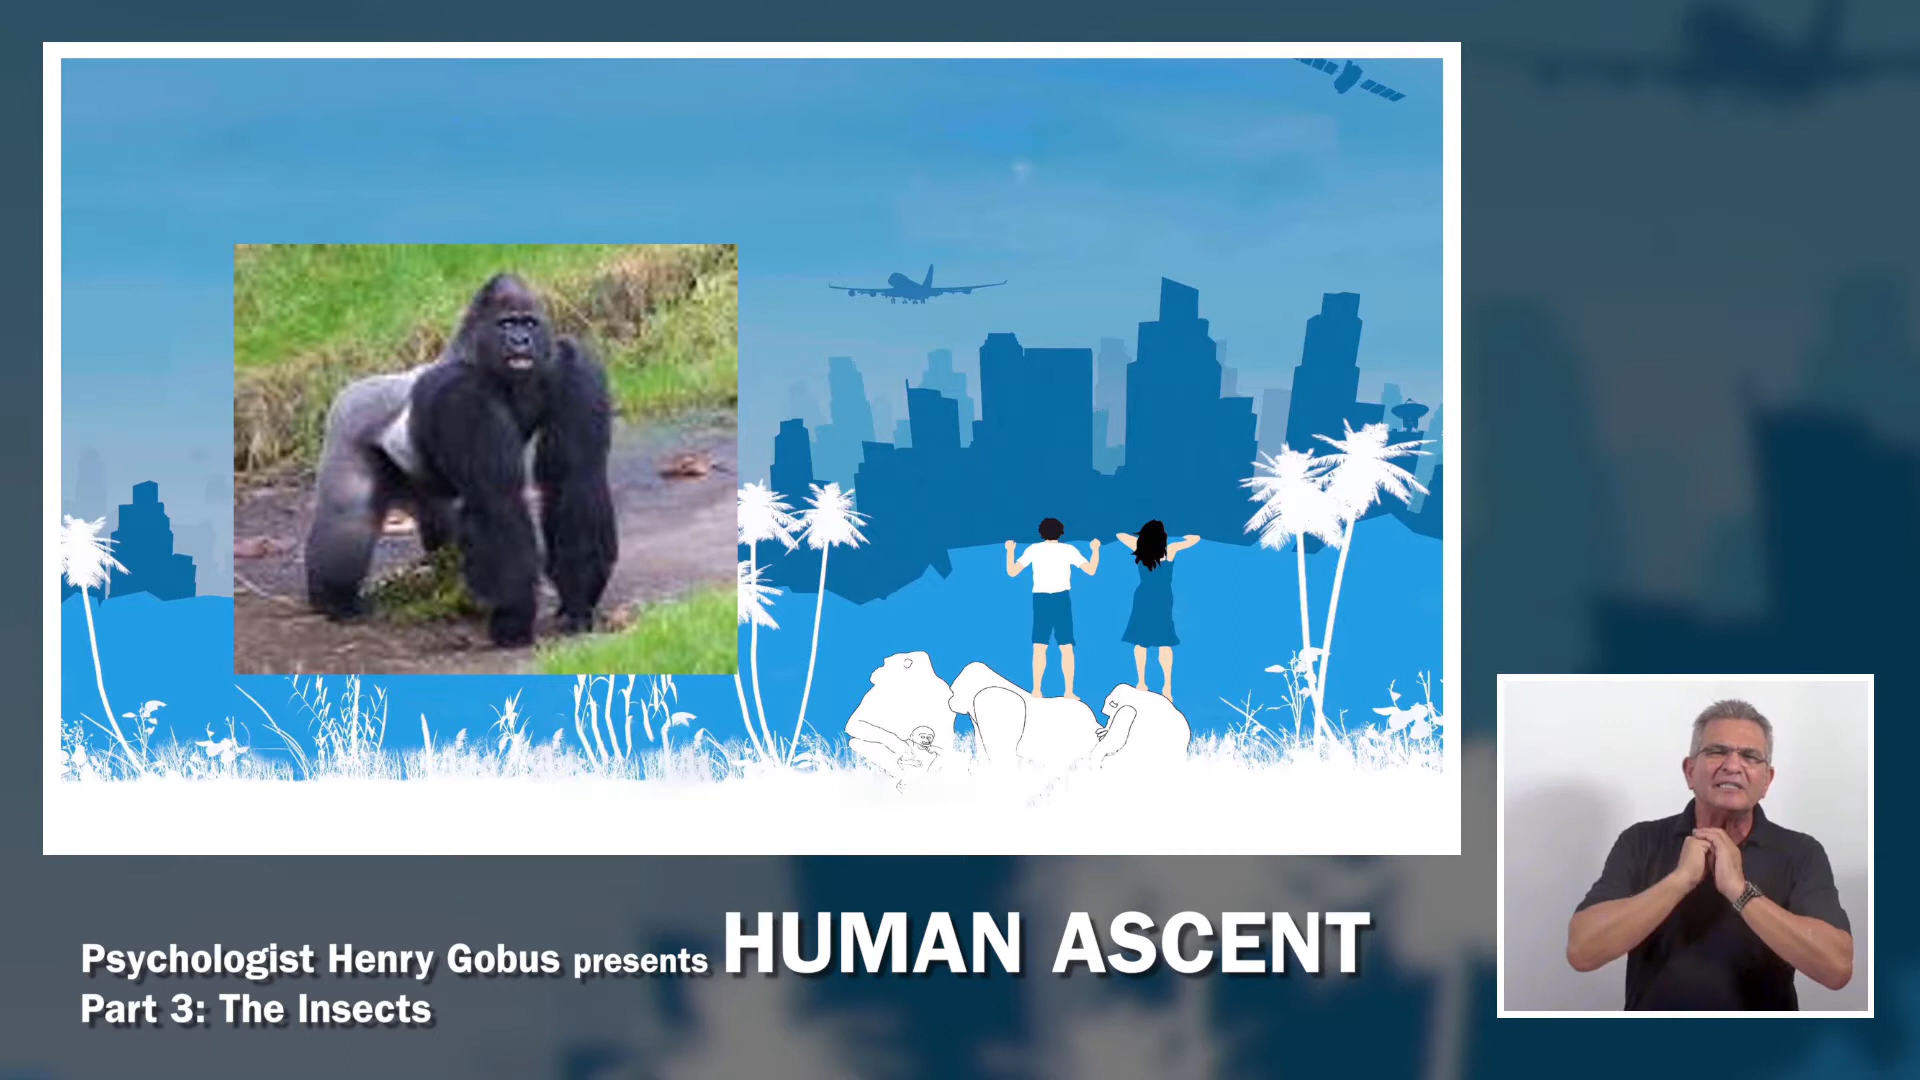 Psychologist Henry Gobus presents HUMAN ASCENT
Part 3: The Insects